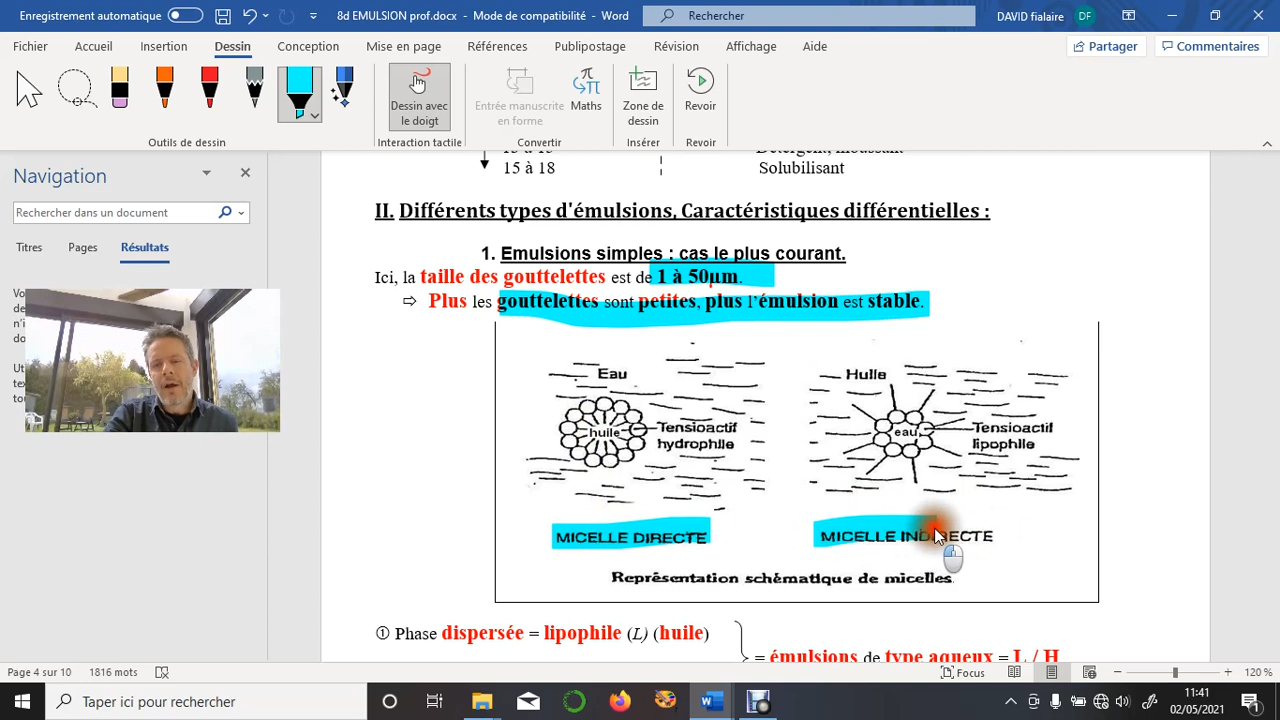 Enregistrement automatique
8d EMULSION prof.docx - Mode de compatibilité - Word
Rechercher
DAVID fialaire
DF
Fichier Accueil Insertion Dessin Conception Mise en page Références Publipostage Révision Affichage Aide
Partager
Commentaires
Dessin avec le doigt
Entrée manuscrite en forme
Maths
Zone de dessin
Revoir
Outils de dessin
Interaction tactile
Convertir
Insérer
Revoir
Navigation
Rechercher dans un document
Titres Pages Résultats
15 à 18 Solubilisant
II. Différents types d'émulsions, Caractéristiques différentielles :
1. Emulsions simples : cas le plus courant.
Ici, la taille des gouttelettes est de 1 à 50µm.
⇨ Plus les gouttelettes sont petites, plus l'émulsion est stable.
Eau
huile
Tensioactif
hydrophile
MICELLE DIRECTE
Huile
eau
Tensioactif
lipophile
MICELLE INDIRECTE
Représentation schématique de micelles.
① Phase dispersée = lipophile (L) (huile)
= émulsions de type aqueux = L / H
Page 4 sur 10 1816 mots
Focus
120 %
Taper ici pour rechercher
11:41
02/05/2021